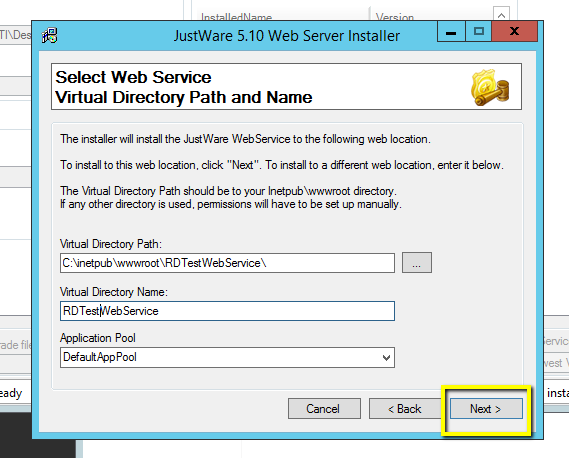 InstalledName Version
TI\Des
JustWare 5.10 Web Server Installer
Select Web Service
Virtual Directory Path and Name
The installer will install the JustWare WebService to the following web location.
To install to this web location, click "Next". To install to a different web location, enter it below.
The Virtual Directory Path should be to your Inetpub\wwwroot directory.
If any other directory is used, permissions will have to be set up manually.
Virtual Directory Path:
C:\inetpub\wwwroot\RDTestWebService\
...
Virtual Directory Name:
RDTestWebService
Application Pool
DefaultAppPool
rade file
Service
west V
eady
insta
Cancel
< Back
Next >